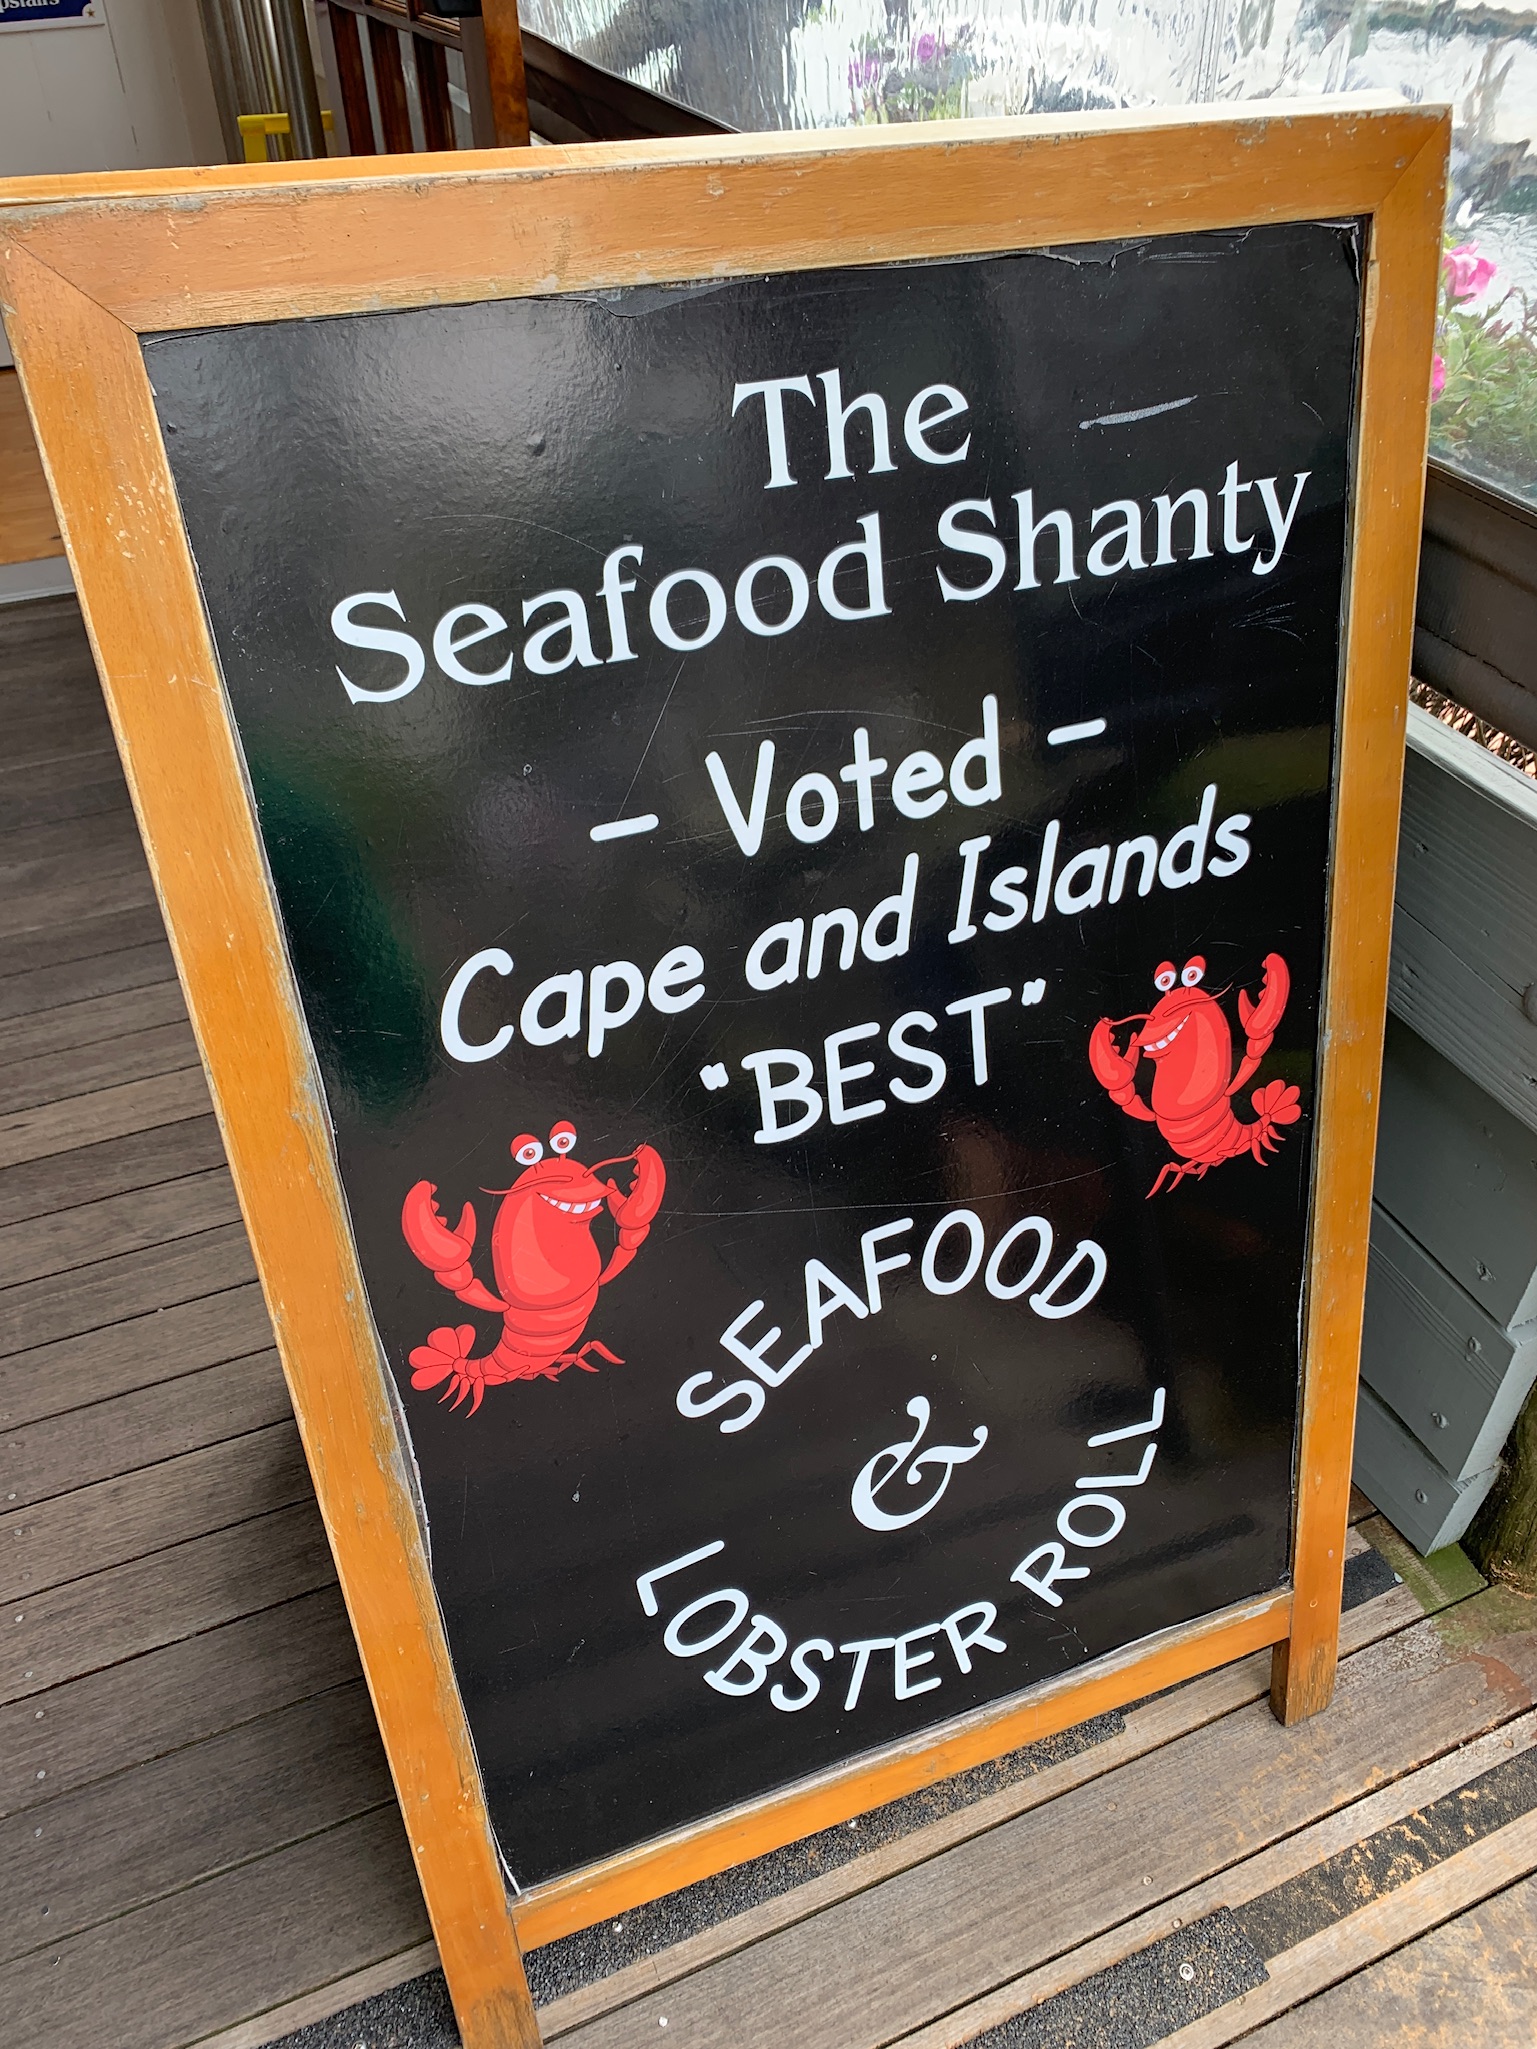 The
Seafood Shanty
- Voted -
Cape and Islands
"BEST"
SEAFOOD
&
LOBSTER ROLL